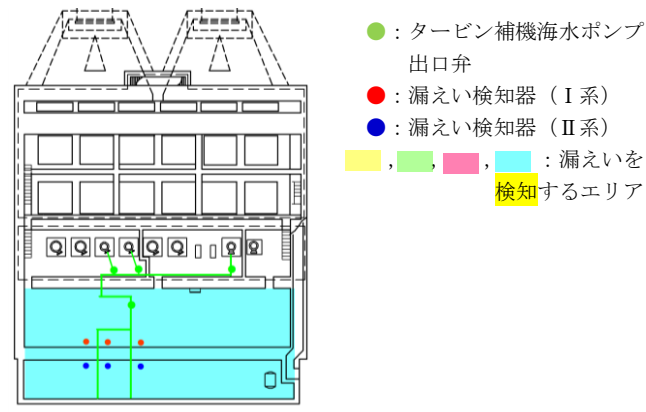 ●：タービン補機海水ポンプ
出口弁
●：漏えい検知器（Ⅰ系）
●：漏えい検知器（Ⅱ系）
，，，：漏えいを
検知するエリア